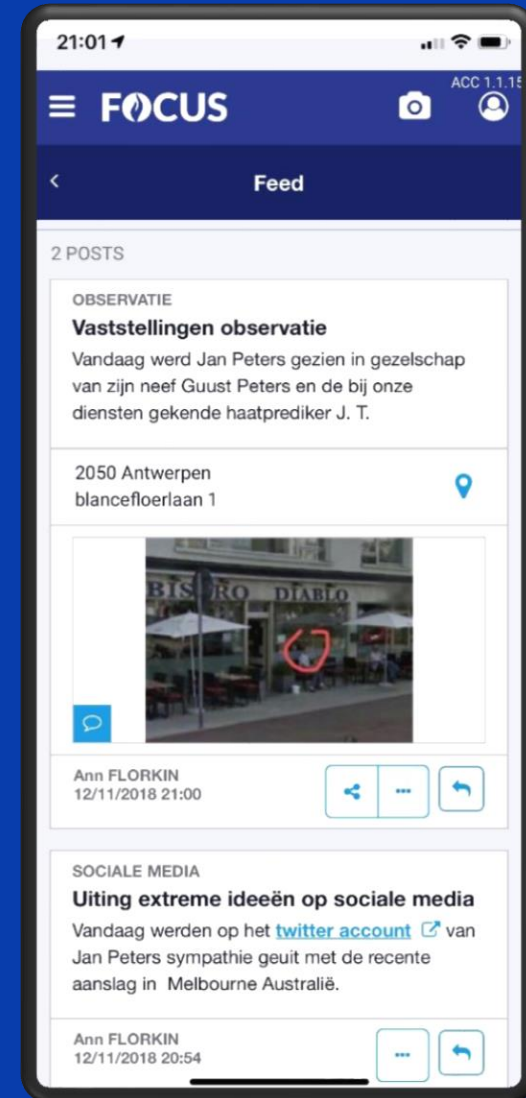 21:01
ACC 1.1.15
FOCUS
Feed
2 POSTS
OBSERVATIE
Vaststellingen observatie
Vandaag werd Jan Peters gezien in gezelschap
van zijn neef Guust Peters en de bij onze
diensten gekende haatprediker J. T.
2050 Antwerpen
blancefloerlaan 1
BISTRO DIABLO
Ann FLORKIN
12/11/2018 21:00
SOCIALE MEDIA
Uiting extreme ideeën op sociale media
Vandaag werden op het twitter account van
Jan Peters sympathie geuit met de recente
aanslag in Melbourne Australië.
Ann FLORKIN
12/11/2018 20:54